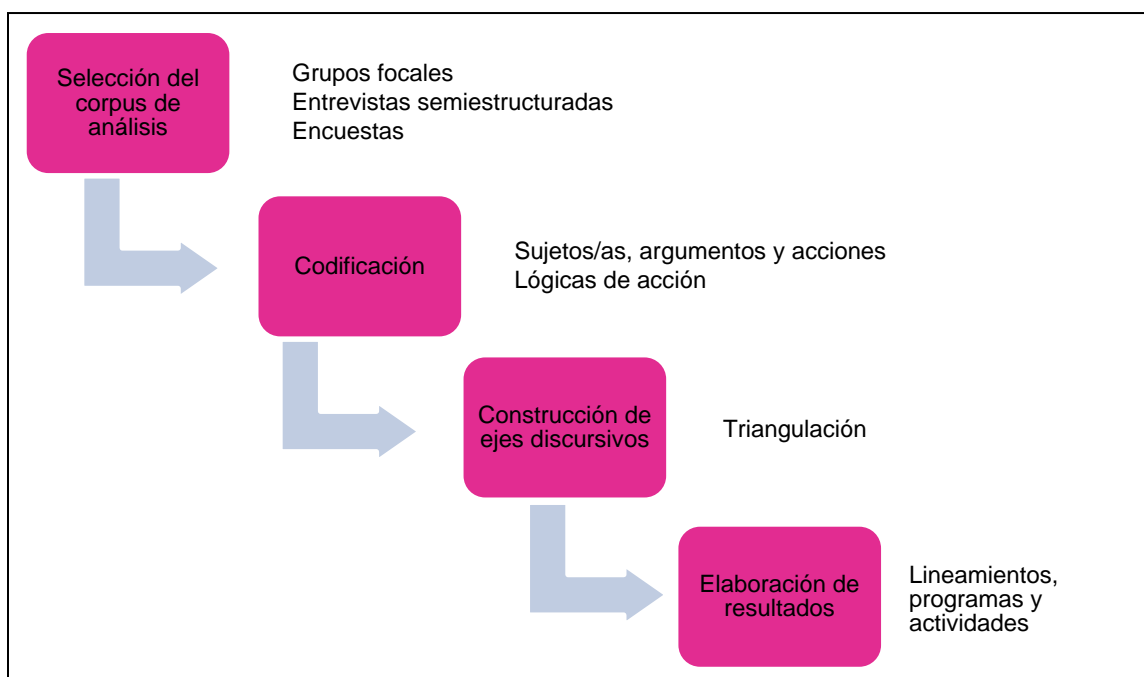 Selección del
corpus de
análisis
Grupos focales
Entrevistas semiestructuradas
Encuestas
Codificación
Sujetos/as, argumentos y acciones
Lógicas de acción
Construcción de
ejes discursivos
Triangulación
Elaboración de
resultados
Lineamientos,
programas y
actividades